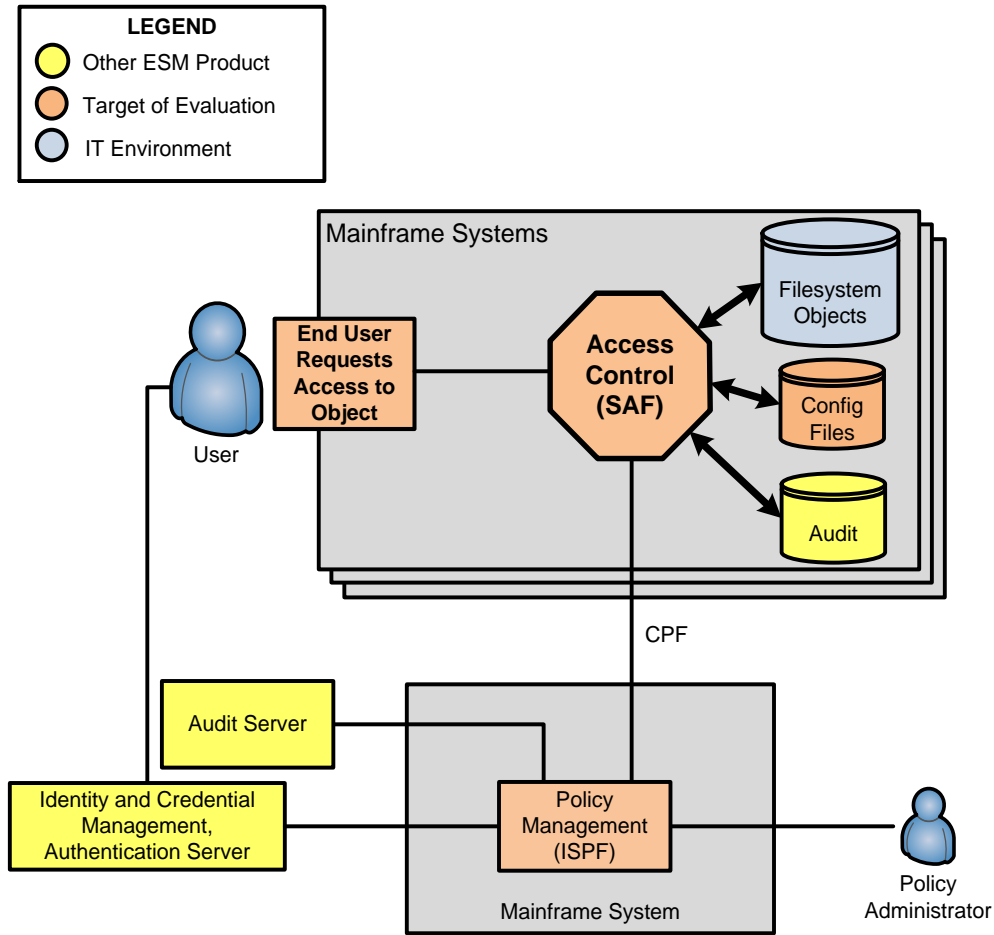 LEGEND
Other ESM Product
Target of Evaluation
IT Environment
Mainframe Systems
Filesystem
Objects
End User
Requests
Access to
Object
Access
Control
(SAF)
Config
Files
User
Audit
CPF
Audit Server
Identity and Credential
Management,
Authentication Server
Policy
Management
(ISPF)
Mainframe System
Policy
Administrator